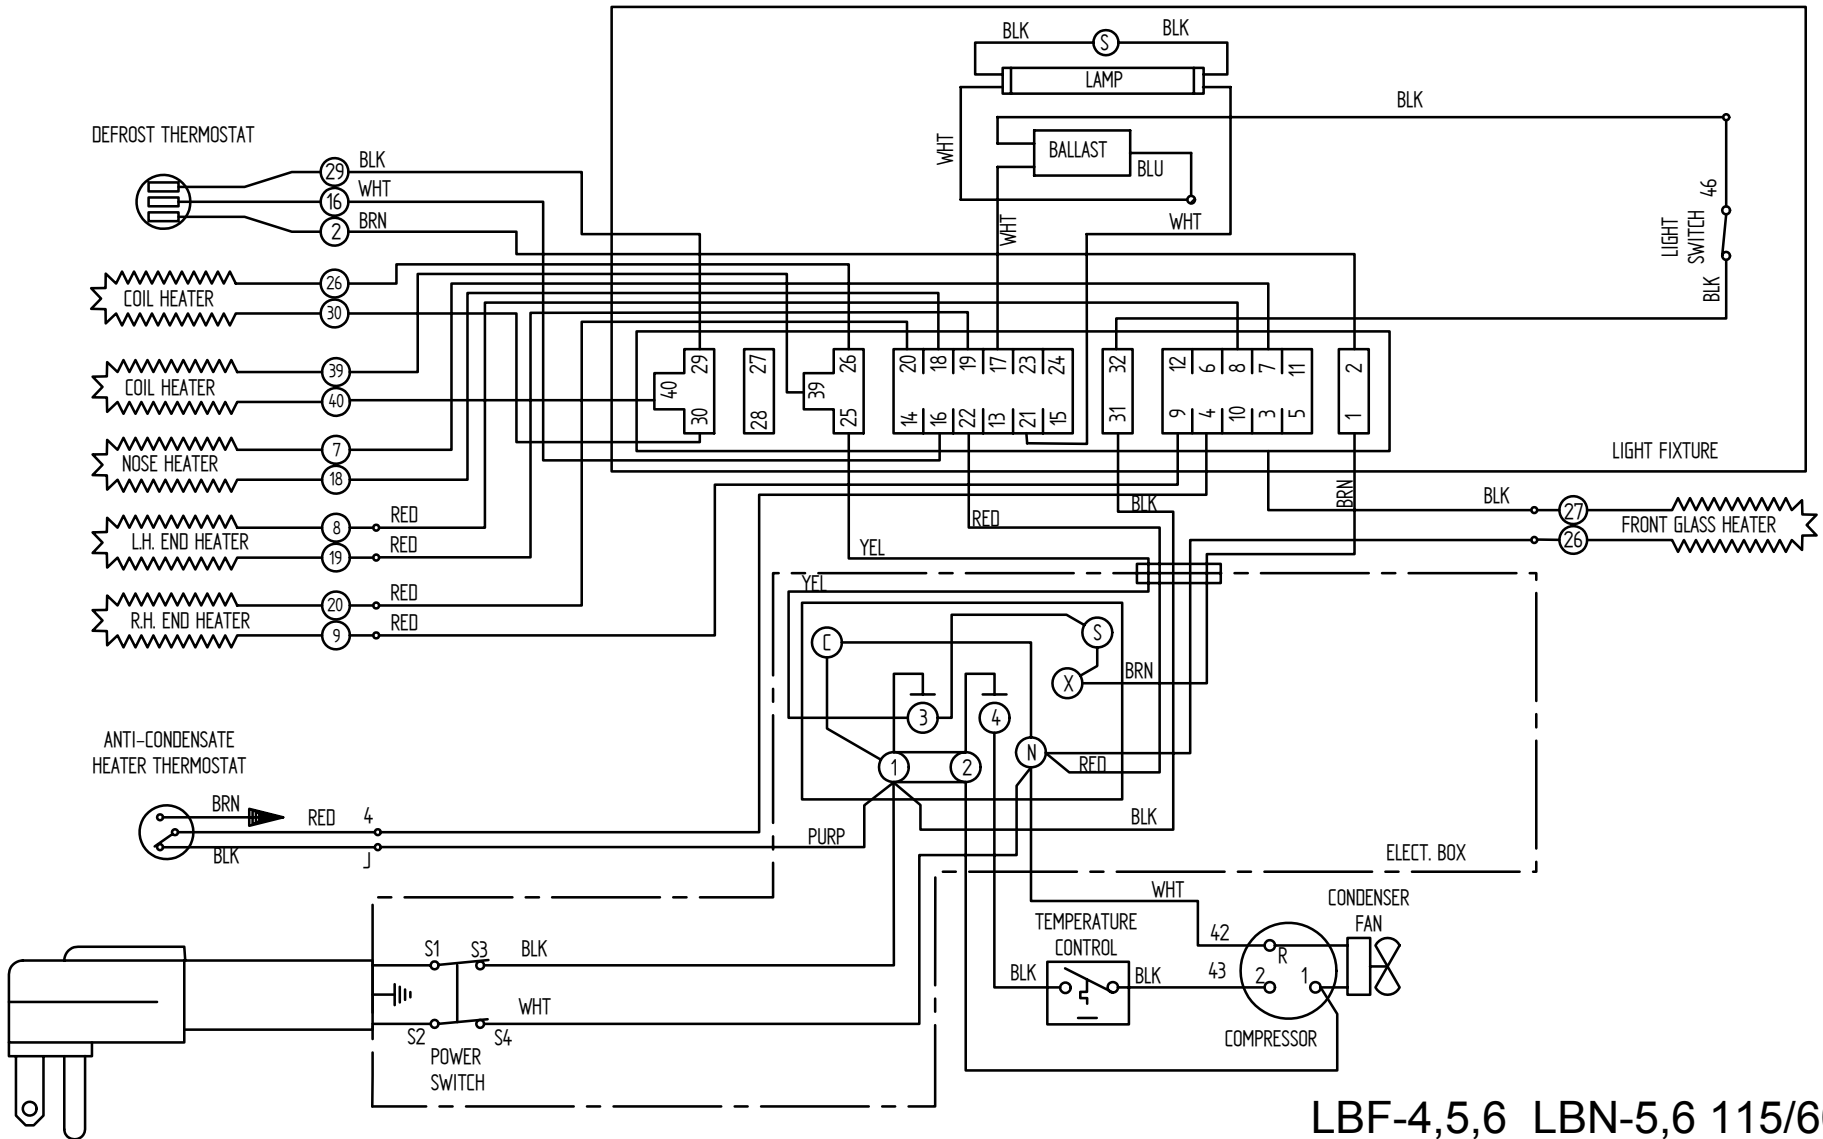 BLK S BLK
LAMP
BLK
DEFROST THERMOSTAT
WHT
BALLAST
BLU
29 BLK
16 WHT
2 BRN
WHT
WHT
46
LIGHT
SWITCH
BLK
26
COIL HEATER
30
39
COIL HEATER
40
7
NOSE HEATER
18
8 RED
L.H. END HEATER
19 RED
20 RED
R.H. END HEATER
9 RED
40 29 30
27 28
39 26 25
20 18 19 17 23 24
14 16 22 13 21 15
32 31
12 6 8 7 11
9 4 10 3 5
2 1
LIGHT FIXTURE
BLK
RED
BRN
BLK
27
FRONT GLASS HEATER
26
YEL
YEL
C
S
X BRN
3
4
1
2
N
RED
BLK
PURP
ANTI-CONDENSATE
HEATER THERMOSTAT
BRN
RED 4
BLK J
ELECT. BOX
WHT
CONDENSER
FAN
TEMPERATURE
CONTROL
BLK
BLK
42
43
R
2 1
COMPRESSOR
S1 S3 BLK
WHT
S2 S4
POWER
SWITCH
LBF-4,5,6 LBN-5,6 115/6